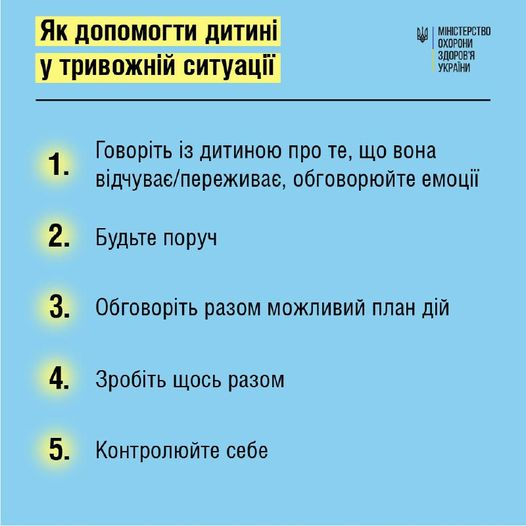 Як допомогти дитині
у тривожній ситуації
МІНІСТЕРСТВО
ОХОРОНИ
ЗДОРОВ'Я
УКРАЇНИ
1. Говоріть із дитиною про те, що вона
відчуває/переживає, обговорюйте емоції
2. Будьте поруч
3. Обговоріть разом можливий план дій
4. Зробіть щось разом
5. Контролюйте себе